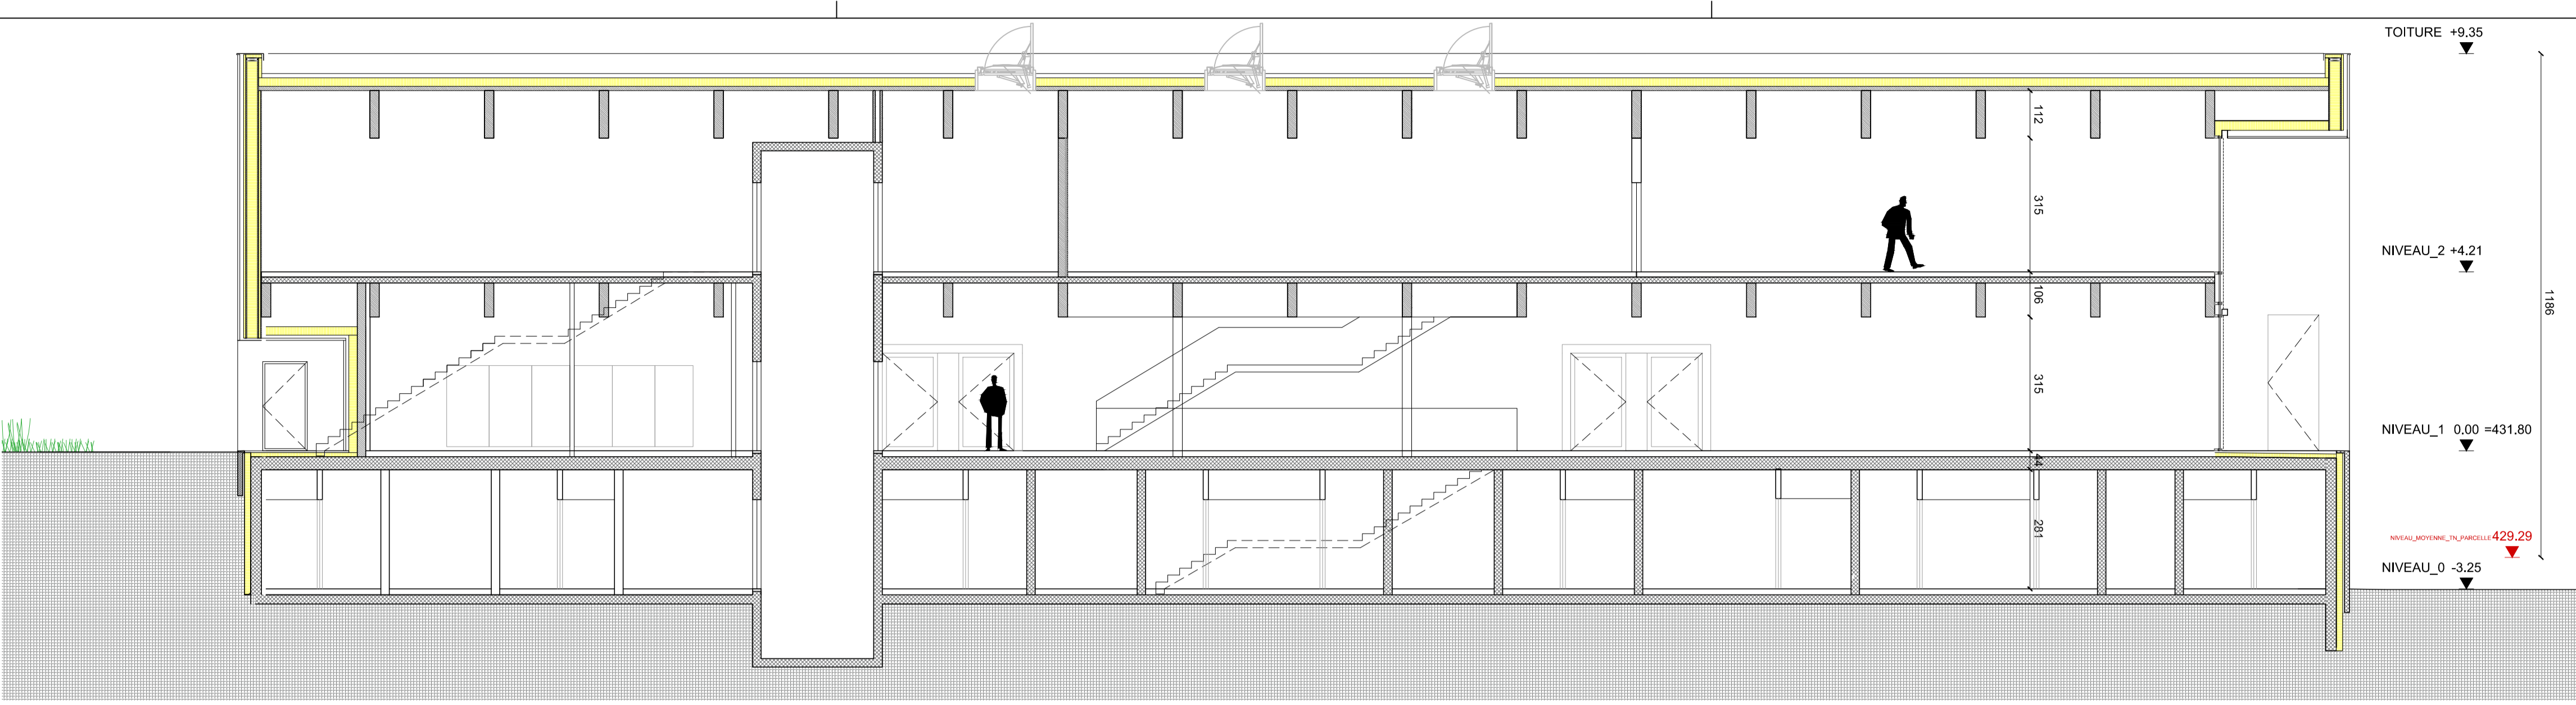 TOITURE +9.35
112
315
NIVEAU_2 +4.21
106
1186
315
NIVEAU_1 0.00 =431.80
44
281
NIVEAU_MOYENNE_TN_PARCELLE 429.29
NIVEAU_0 -3.25